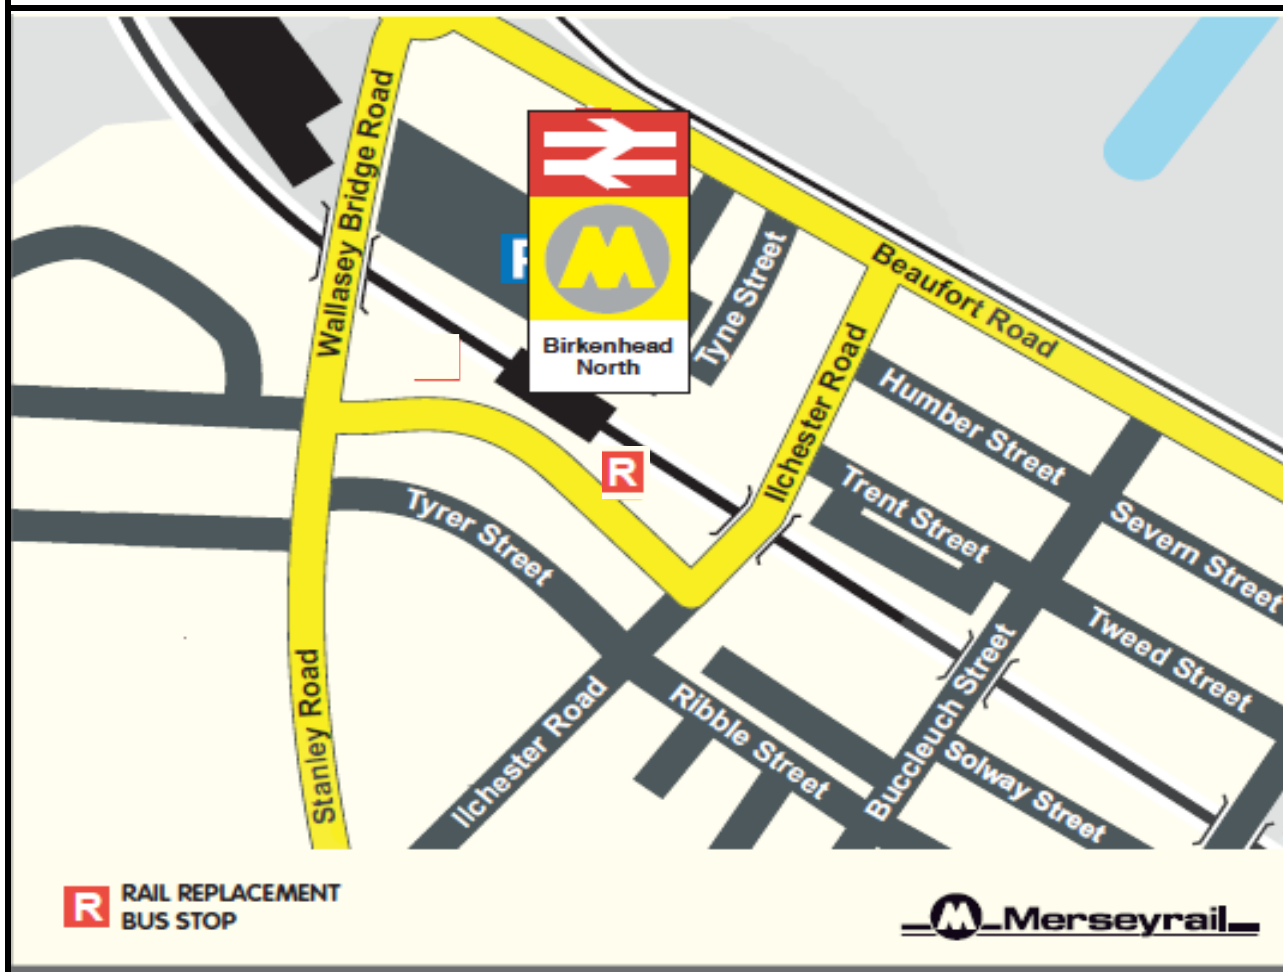 Wallasey Bridge Road
Birkenhead
North
Tyne Street
Beaufort Road
Ilchester Road
Humber Street
Trent Street
Severn Street
Tweed Street
R
Tyrer Street
Stanley Road
Ilchester Road
Ribble Street
Buccleuch Street
Solway Street
R RAIL REPLACEMENT
BUS STOP
M Merseyrail